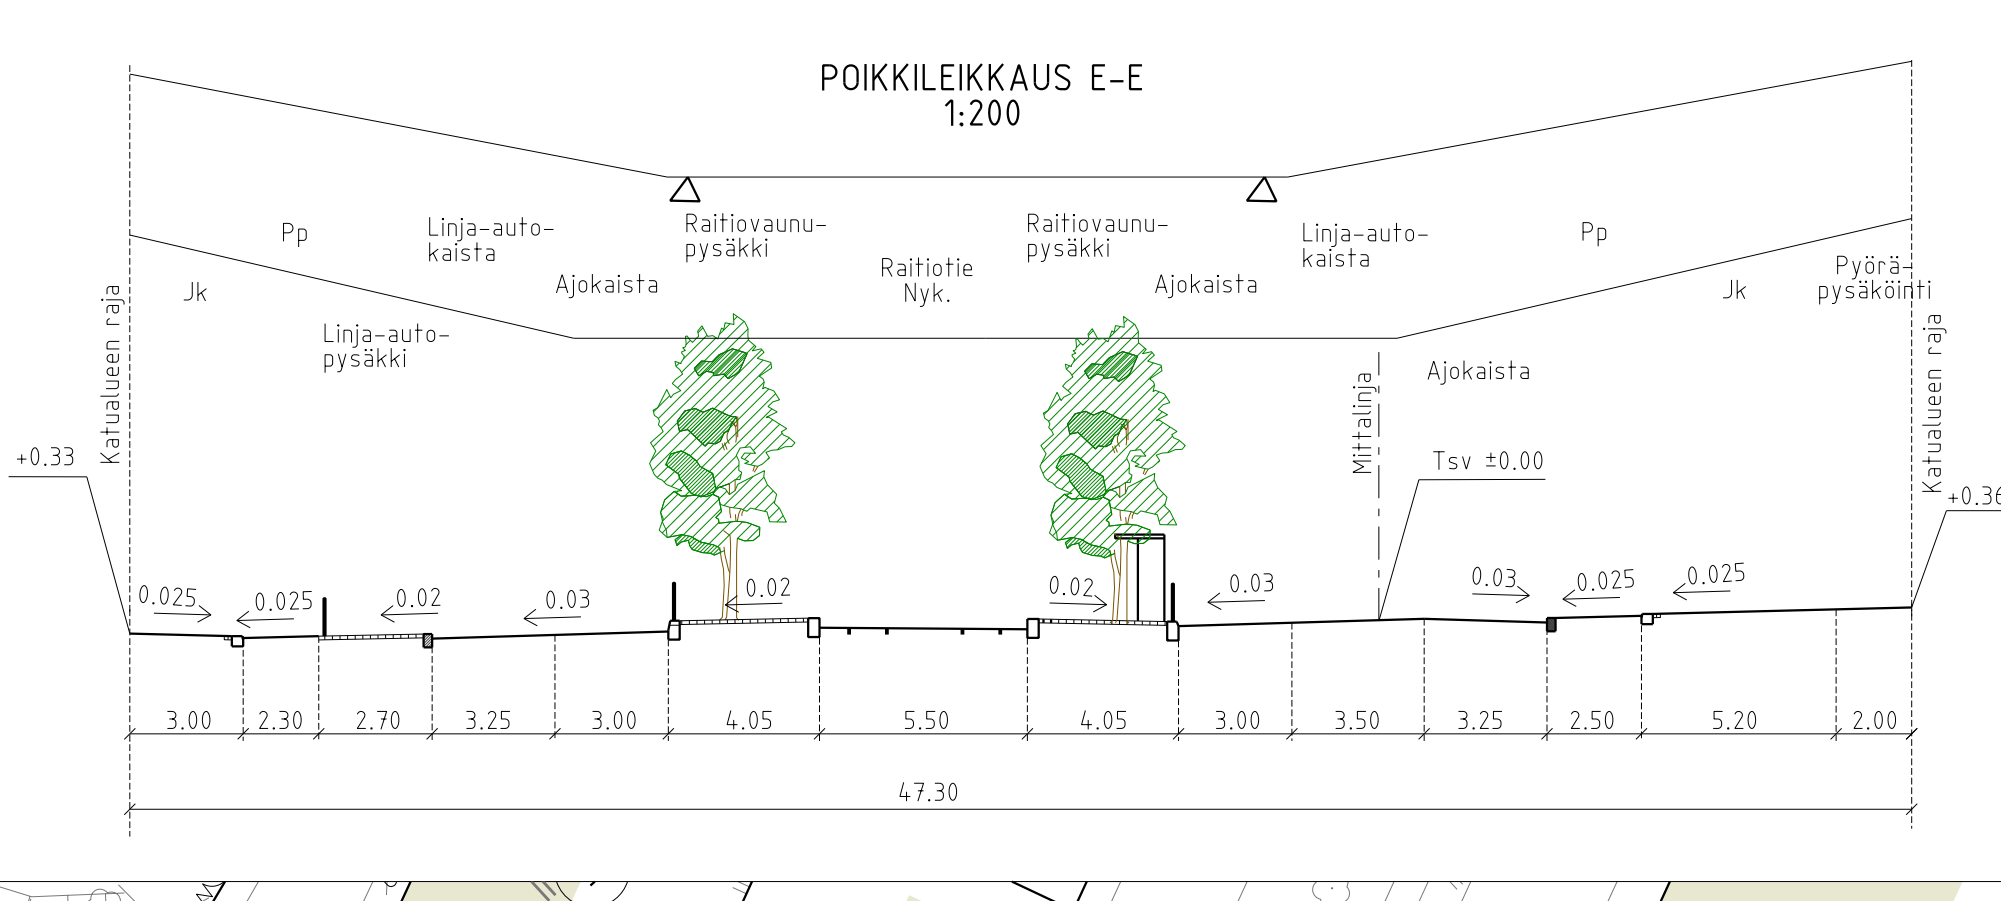 POIKKILEIKKAUS E-E
1:200
Pp
Linja-auto-
kaista
Raitiovaunu-
pysäkki
Raitiovaunu-
pysäkki
Linja-auto-
kaista
Pp
Jk
Ajokaista
Raitiotie
Nyk.
Ajokaista
Jk
Pyörä-
pysäköinti
Linja-auto-
pysäkki
Ajokaista
Katualueen raja
Mittalinja
Katualueen raja
+0.33
Tsv ±0.00
+0.36
0.025
0.025
0.02
0.03
0.02
0.02
0.03
0.03
0.025
0.025
3.00
2.30
2.70
3.25
3.00
4.05
5.50
4.05
3.00
3.50
3.25
2.50
5.20
2.00
47.30